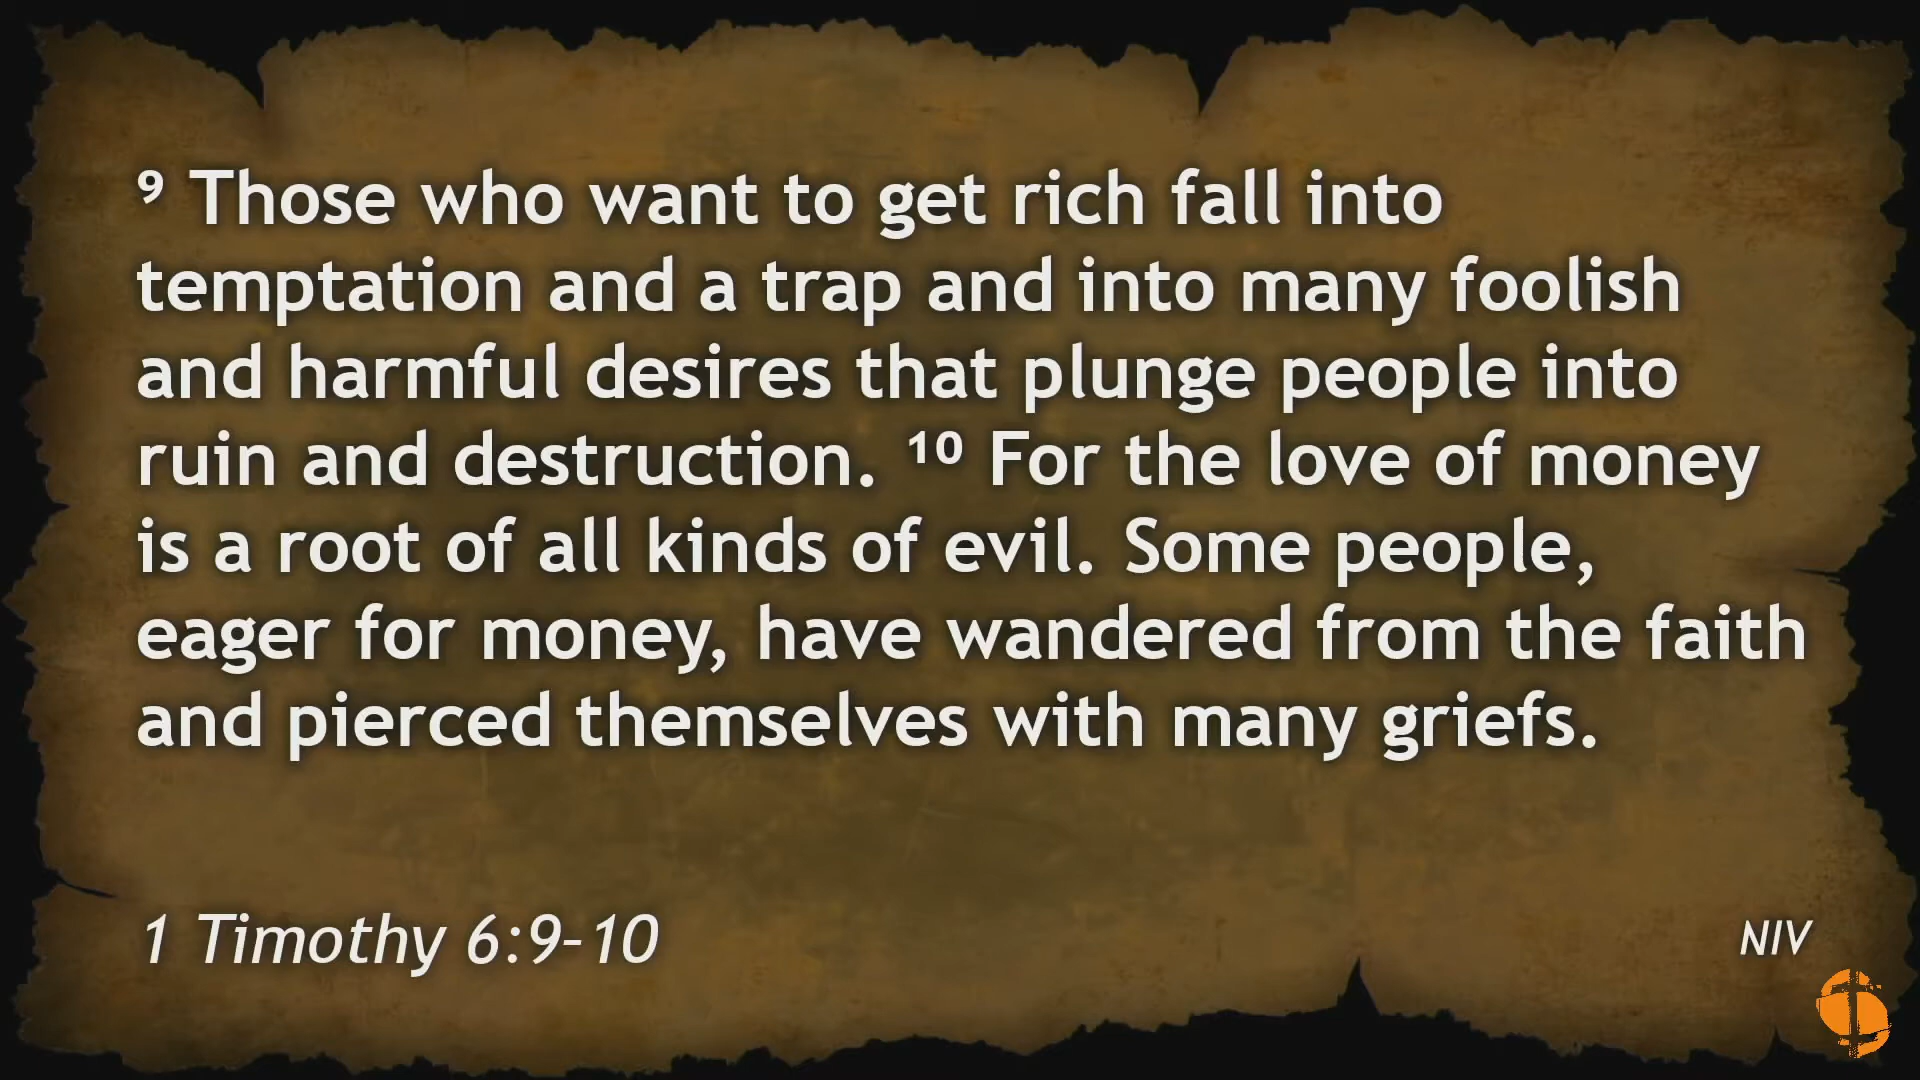 ⁹ Those who want to get rich fall into
temptation and a trap and into many foolish
and harmful desires that plunge people into
ruin and destruction. ¹⁰ For the love of money
is a root of all kinds of evil. Some people,
eager for money, have wandered from the faith
and pierced themselves with many griefs.
1 Timothy 6:9–10
NIV